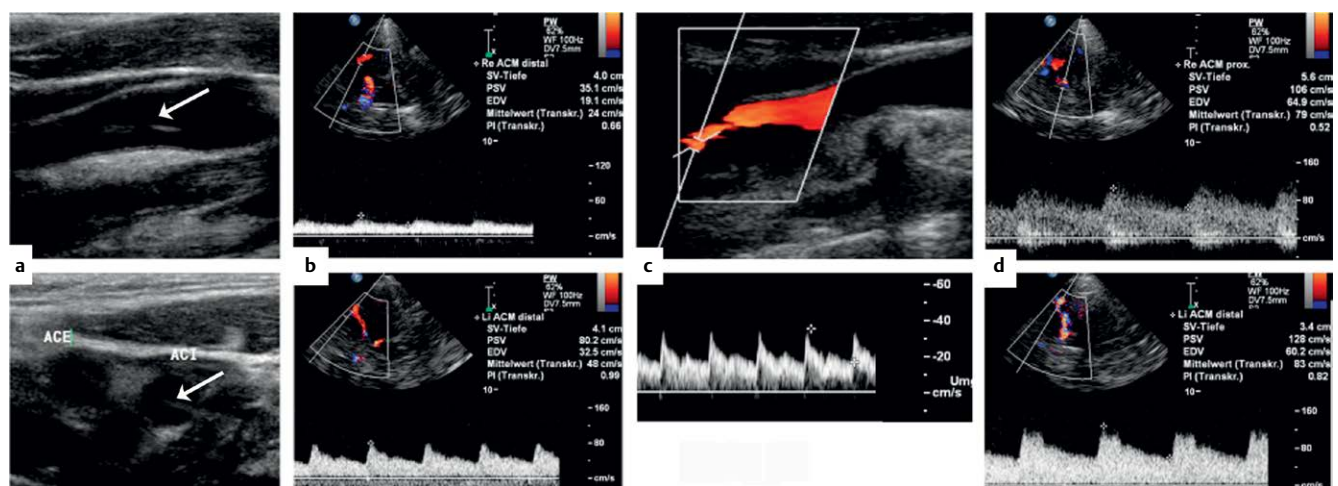 a
ACE
ACI
b
PW
62%
WF 100Hz
DV7.5mm
Re ACM distal
SV-Tiefe 4.0 cm
PSV 35.1 cm/s
EDV 19.1 cm/s
Mittelwert (Transkr.) 24 cm/s
PI (Transkr.) 0.66
10-
-120
-60
-cm/s
62%
WF 100Hz
DV7.5mm
Li ACM distal
SV-Tiefe 4.1 cm
PSV 80.2 cm/s
EDV 32.5 cm/s
Mittelwert (Transkr.) 48 cm/s
PI (Transkr.) 0.99
10-
-160
-80
-cm/s
c
-60
-40
-20
cm/s
d
PW
62%
WF 100Hz
DV7.5mm
Re ACM prox.
SV-Tiefe 5.6 cm
PSV 106 cm/s
EDV 64.9 cm/s
Mittelwert (Transkr.) 79 cm/s
PI (Transkr.) 0.52
10-
-160
-80
-cm/s
62%
WF 100Hz
DV7.5mm
Li ACM distal
SV-Tiefe 3.4 cm
PSV 128 cm/s
EDV 60.2 cm/s
Mittelwert (Transkr.) 83 cm/s
PI (Transkr.) 0.82
10-
-160
-80
-cm/s